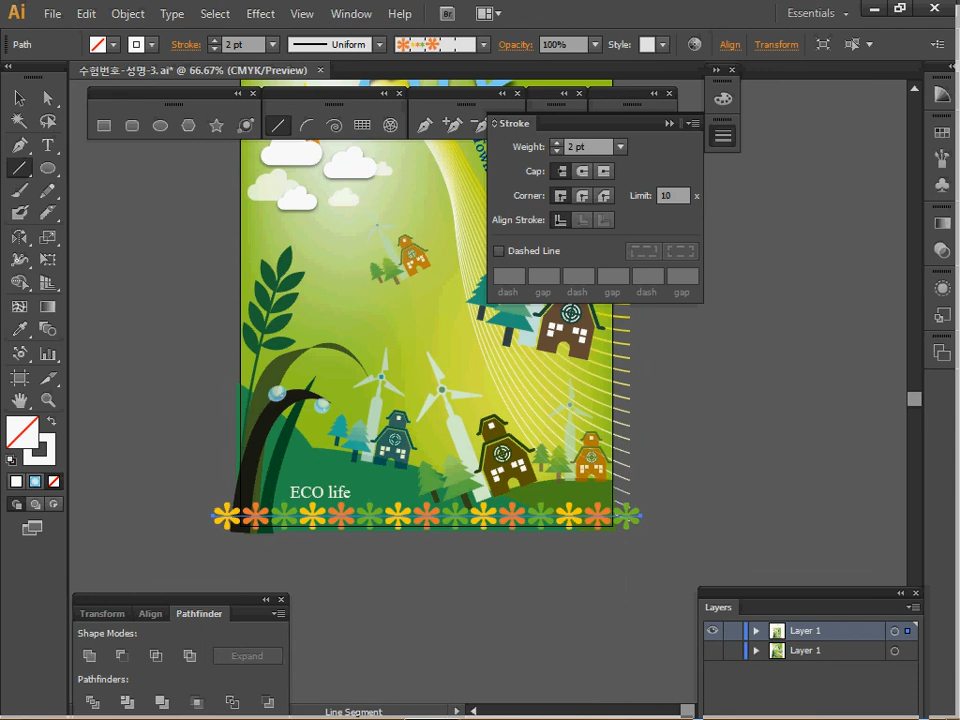 Ai File Edit Object Type Select Effect View Window Help Br Essentials
Path Stroke: 2 pt Uniform Opacity: 100% Style: Align Transform
수험번호-성명-3.ai* @ 66.67% (CMYK/Preview) ×
Stroke
Weight: 2 pt
Cap:
Corner: Limit: 10 x
Align Stroke:
Dashed Line
dash gap dash gap dash gap
ECO life
Transform Align Pathfinder
Shape Modes:
Expand
Pathfinders:
Layers
Layer 1
Layer 1
Line Segment